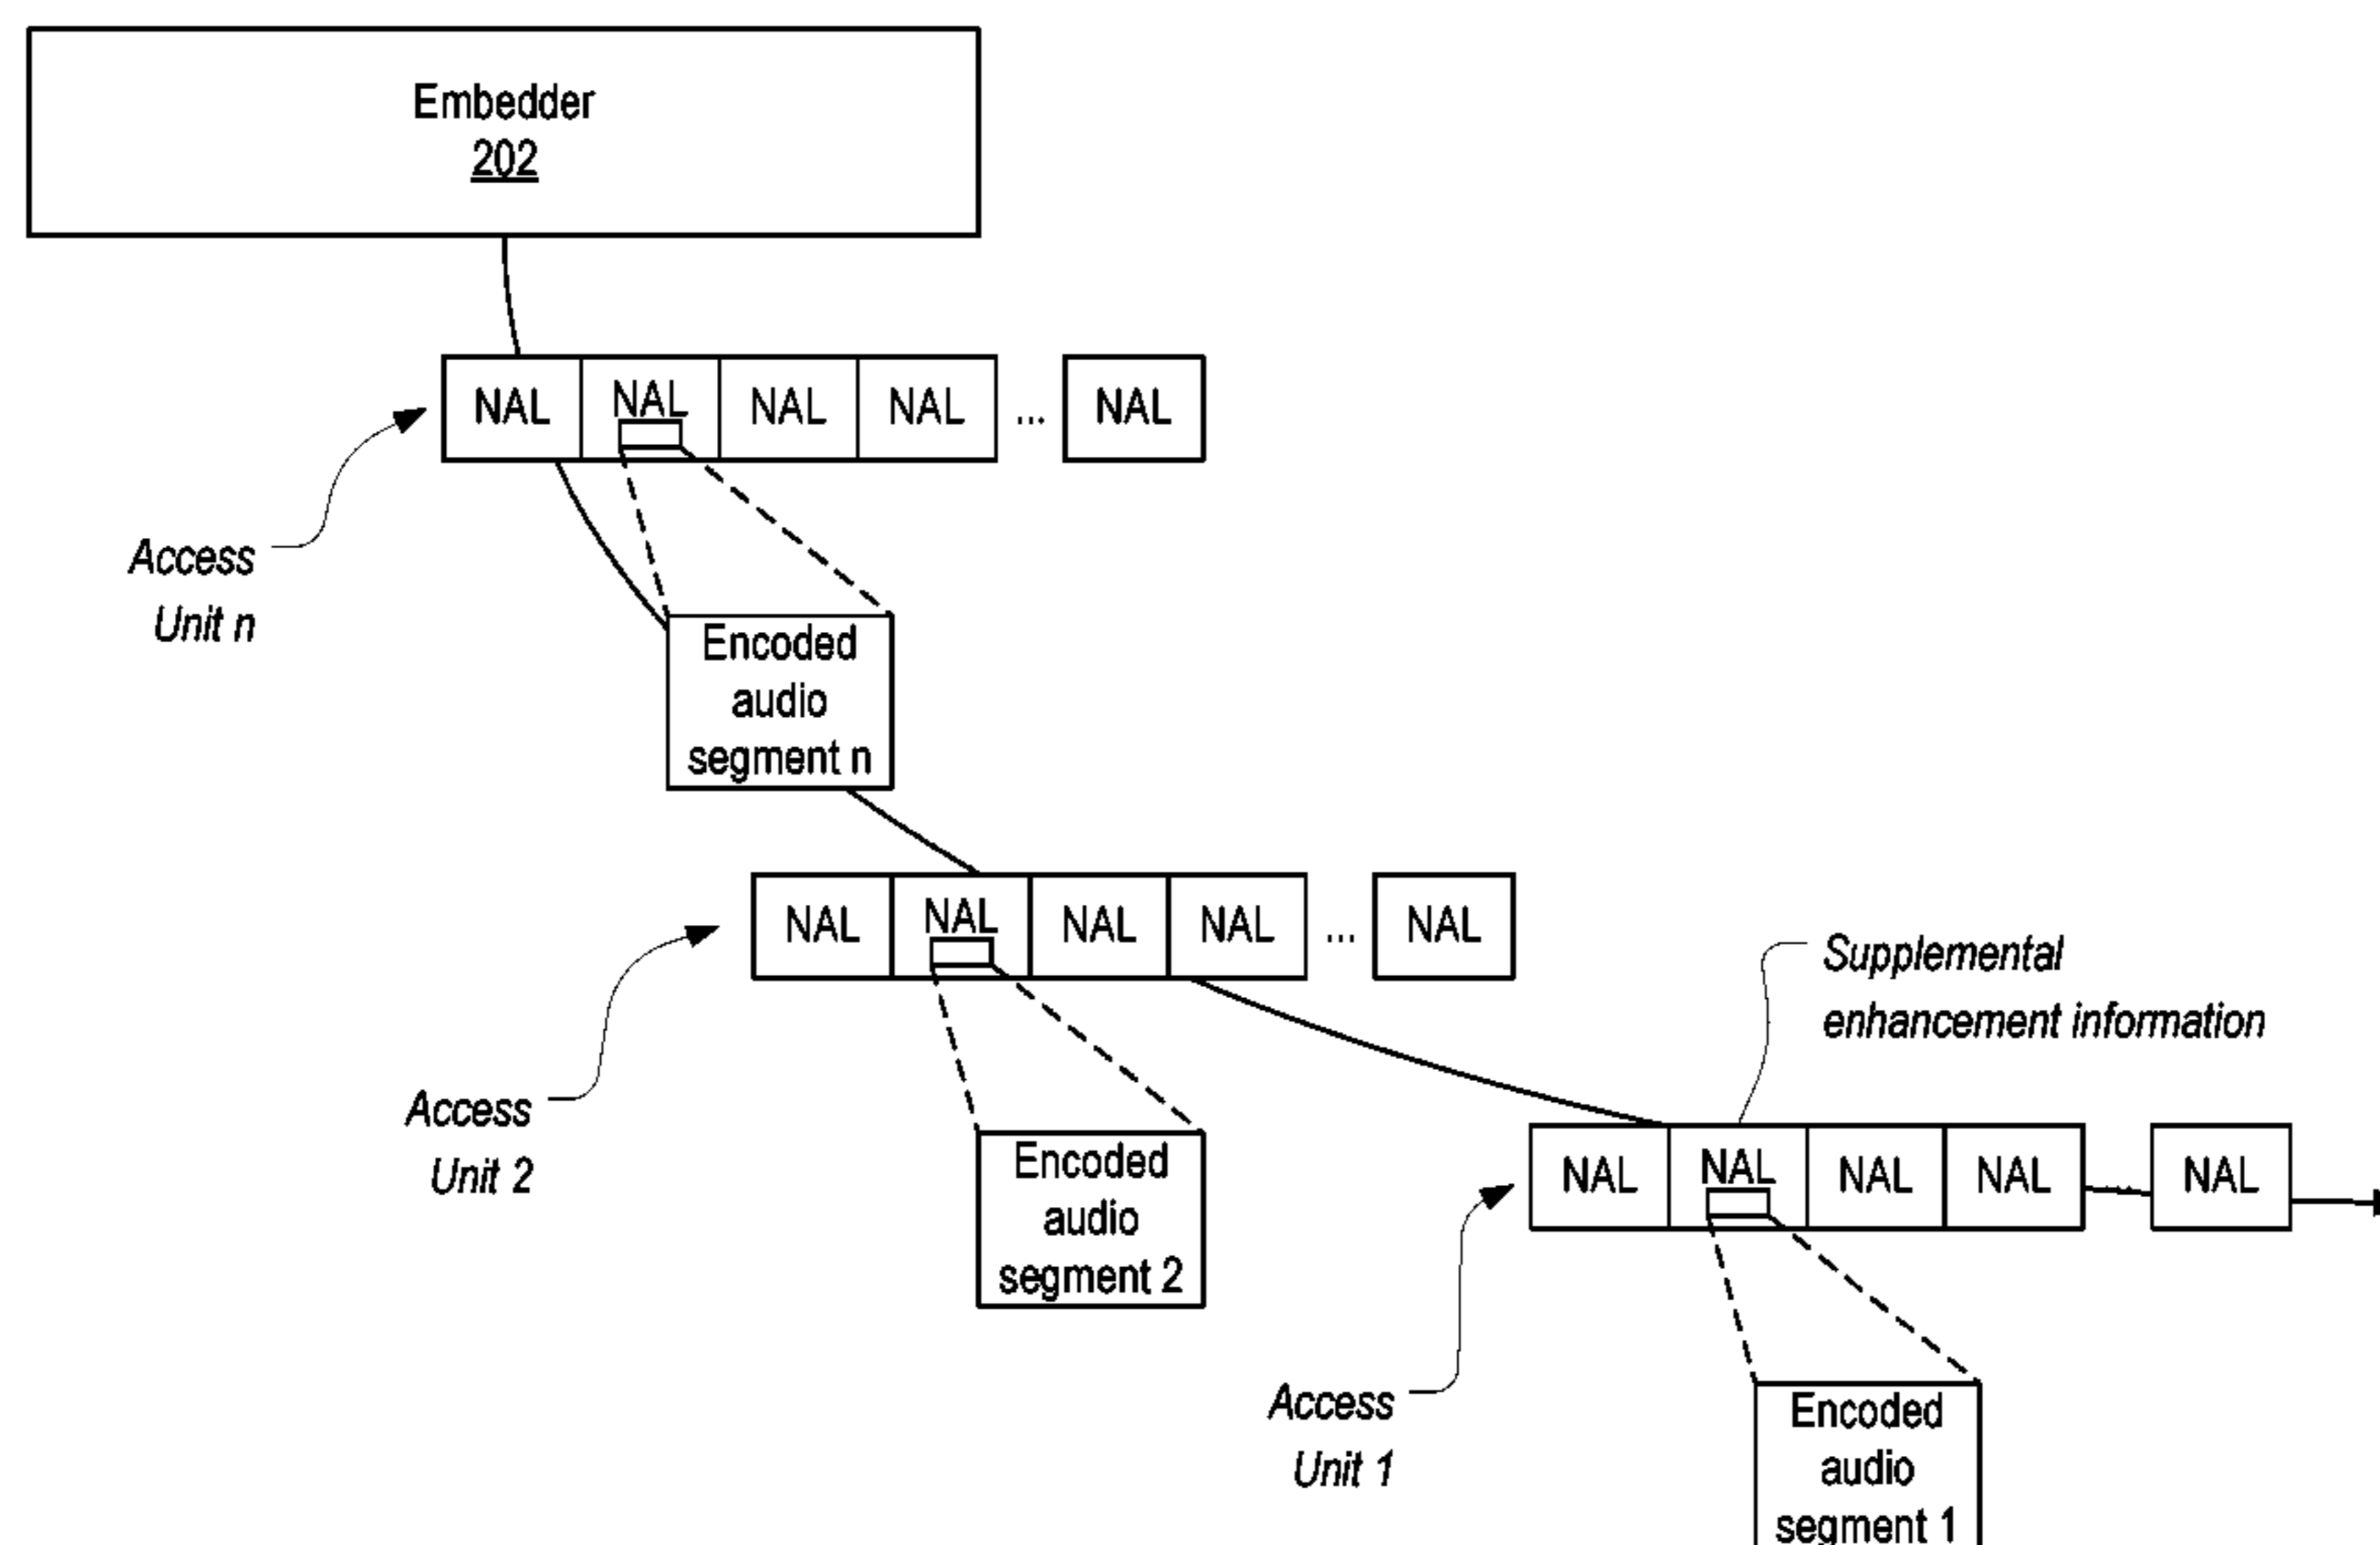 Embedder
202
NAL NAL NAL NAL ... NAL
Access
Unit n
Encoded
audio
segment n
NAL NAL NAL NAL ... NAL
Supplemental
enhancement information
Access
Unit 2
Encoded
audio
segment 2
NAL NAL NAL NAL NAL
Access
Unit 1
Encoded
audio
segment 1